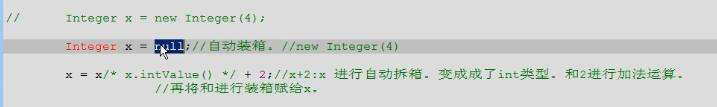 // Integer x = new Integer(4);
Integer x = null;//自动装箱。//new Integer(4)
x = x/* x.intValue() */ + 2;//x+2:x 进行自动拆箱。变成成了int类型。和2进行加法运算。
//再将和进行装箱赋给x。